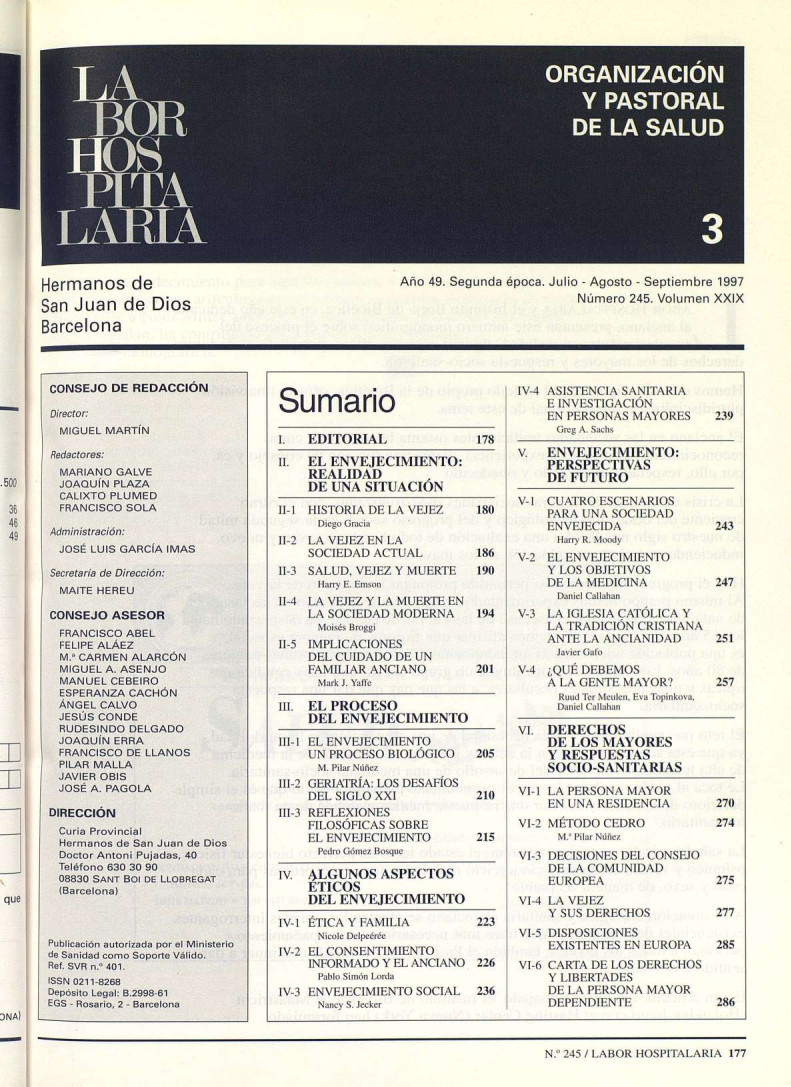 LA
BOR
HOS
PITA
LARIA
ORGANIZACIÓN
Y PASTORAL
DE LA SALUD
3
Hermanos de
San Juan de Dios
Barcelona
Año 49. Segunda época. Julio - Agosto - Septiembre 1997
Número 245. Volumen XXIX
CONSEJO DE REDACCIÓN
Director:
MIGUEL MARTÍN
Redactores:
MARIANO GALVE
JOAQUÍN PLAZA
CALIXTO PLUMED
FRANCISCO SOLA
Administración:
JOSÉ LUIS GARCÍA IMAS
Secretaría de Dirección:
MAITE HEREU
CONSEJO ASESOR
FRANCISCO ABEL
FELIPE ALÁEZ
M.ª CARMEN ALARCÓN
MIGUEL A. ASENJO
MANUEL CEBEIRO
ESPERANZA CACHÓN
ÁNGEL CALVO
JESÚS CONDE
RUDESINDO DELGADO
JOAQUÍN ERRA
FRANCISCO DE LLANOS
PILAR MALLA
JAVIER OBIS
JOSÉ A. PAGOLA
DIRECCIÓN
Curia Provincial
Hermanos de San Juan de Dios
Doctor Antoni Pujadas, 40
Teléfono 630 30 90
08830 SANT BOI DE LLOBREGAT
(Barcelona)
Publicación autorizada por el Ministerio
de Sanidad como Soporte Válido.
Ref. SVR n.º 401.
ISSN 0211-8268
Depósito Legal: B.2998-61
EGS - Rosario, 2 - Barcelona
Sumario
I. EDITORIAL 178
II. EL ENVEJECIMIENTO:
REALIDAD
DE UNA SITUACIÓN
II-1 HISTORIA DE LA VEJEZ 180
Diego Gracia
II-2 LA VEJEZ EN LA
SOCIEDAD ACTUAL 186
II-3 SALUD, VEJEZ Y MUERTE 190
Harry E. Emson
II-4 LA VEJEZ Y LA MUERTE EN
LA SOCIEDAD MODERNA 194
Moisés Broggi
II-5 IMPLICACIONES
DEL CUIDADO DE UN
FAMILIAR ANCIANO 201
Mark J. Yaffe
III. EL PROCESO
DEL ENVEJECIMIENTO
III-1 EL ENVEJECIMIENTO
UN PROCESO BIOLÓGICO 205
M. Pilar Núñez
III-2 GERIATRÍA: LOS DESAFÍOS
DEL SIGLO XXI 210
III-3 REFLEXIONES
FILOSÓFICAS SOBRE
EL ENVEJECIMIENTO 215
Pedro Gómez Bosque
IV. ALGUNOS ASPECTOS
ÉTICOS
DEL ENVEJECIMIENTO
IV-1 ÉTICA Y FAMILIA 223
Nicole Delpeérée
IV-2 EL CONSENTIMIENTO
INFORMADO Y EL ANCIANO 226
Pablo Simón Lorda
IV-3 ENVEJECIMIENTO SOCIAL 236
Nancy S. Jecker
IV-4 ASISTENCIA SANITARIA
E INVESTIGACIÓN
EN PERSONAS MAYORES 239
Greg A. Sachs
V. ENVEJECIMIENTO:
PERSPECTIVAS
DE FUTURO
V-1 CUATRO ESCENARIOS
PARA UNA SOCIEDAD
ENVEJECIDA 243
Harry R. Moody
V-2 EL ENVEJECIMIENTO
Y LOS OBJETIVOS
DE LA MEDICINA 247
Daniel Callahan
V-3 LA IGLESIA CATÓLICA Y
LA TRADICIÓN CRISTIANA
ANTE LA ANCIANIDAD 251
Javier Gafo
V-4 ¿QUÉ DEBEMOS
A LA GENTE MAYOR? 257
Ruud Ter Meulen, Eva Topinkova,
Daniel Callahan
VI. DERECHOS
DE LOS MAYORES
Y RESPUESTAS
SOCIO-SANITARIAS
VI-1 LA PERSONA MAYOR
EN UNA RESIDENCIA 270
VI-2 MÉTODO CEDRO 274
M.ª Pilar Núñez
VI-3 DECISIONES DEL CONSEJO
DE LA COMUNIDAD
EUROPEA 275
VI-4 LA VEJEZ
Y SUS DERECHOS 277
VI-5 DISPOSICIONES
EXISTENTES EN EUROPA 285
VI-6 CARTA DE LOS DERECHOS
Y LIBERTADES
DE LA PERSONA MAYOR
DEPENDIENTE 286
.500
36
46
49
que
ONA)
N.º 245 / LABOR HOSPITALARIA 177